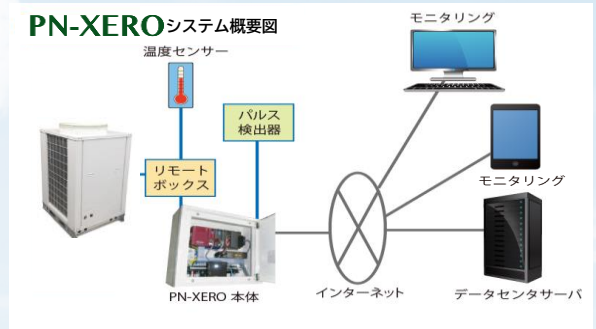 PN-XEROシステム概要図
モニタリング
温度センサー
パルス
検出器
リモート
ボックス
モニタリング
PN-XERO 本体
インターネット
データセンタサーバ